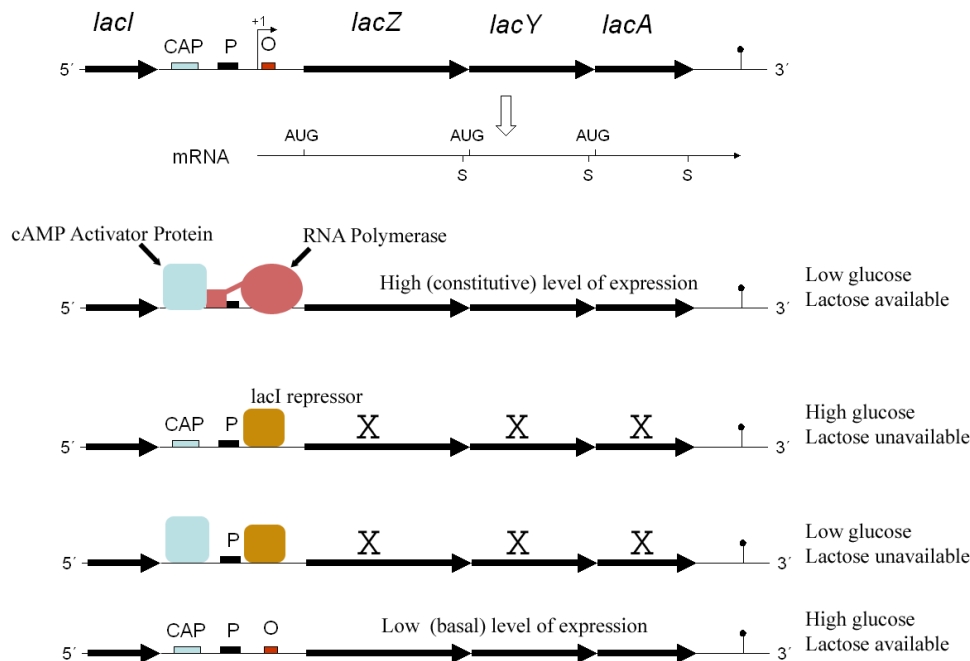 lacI lacZ lacY lacA
+1
CAP P O
5´ 3´
AUG AUG AUG
mRNA
S S S
cAMP Activator Protein RNA Polymerase
High (constitutive) level of expression
Low glucose
Lactose available
5´ 3´
lacI repressor
CAP P X X X
High glucose
Lactose unavailable
5´ 3´
P X X X
Low glucose
Lactose unavailable
5´ 3´
CAP P O
Low (basal) level of expression
High glucose
Lactose available
5´ 3´